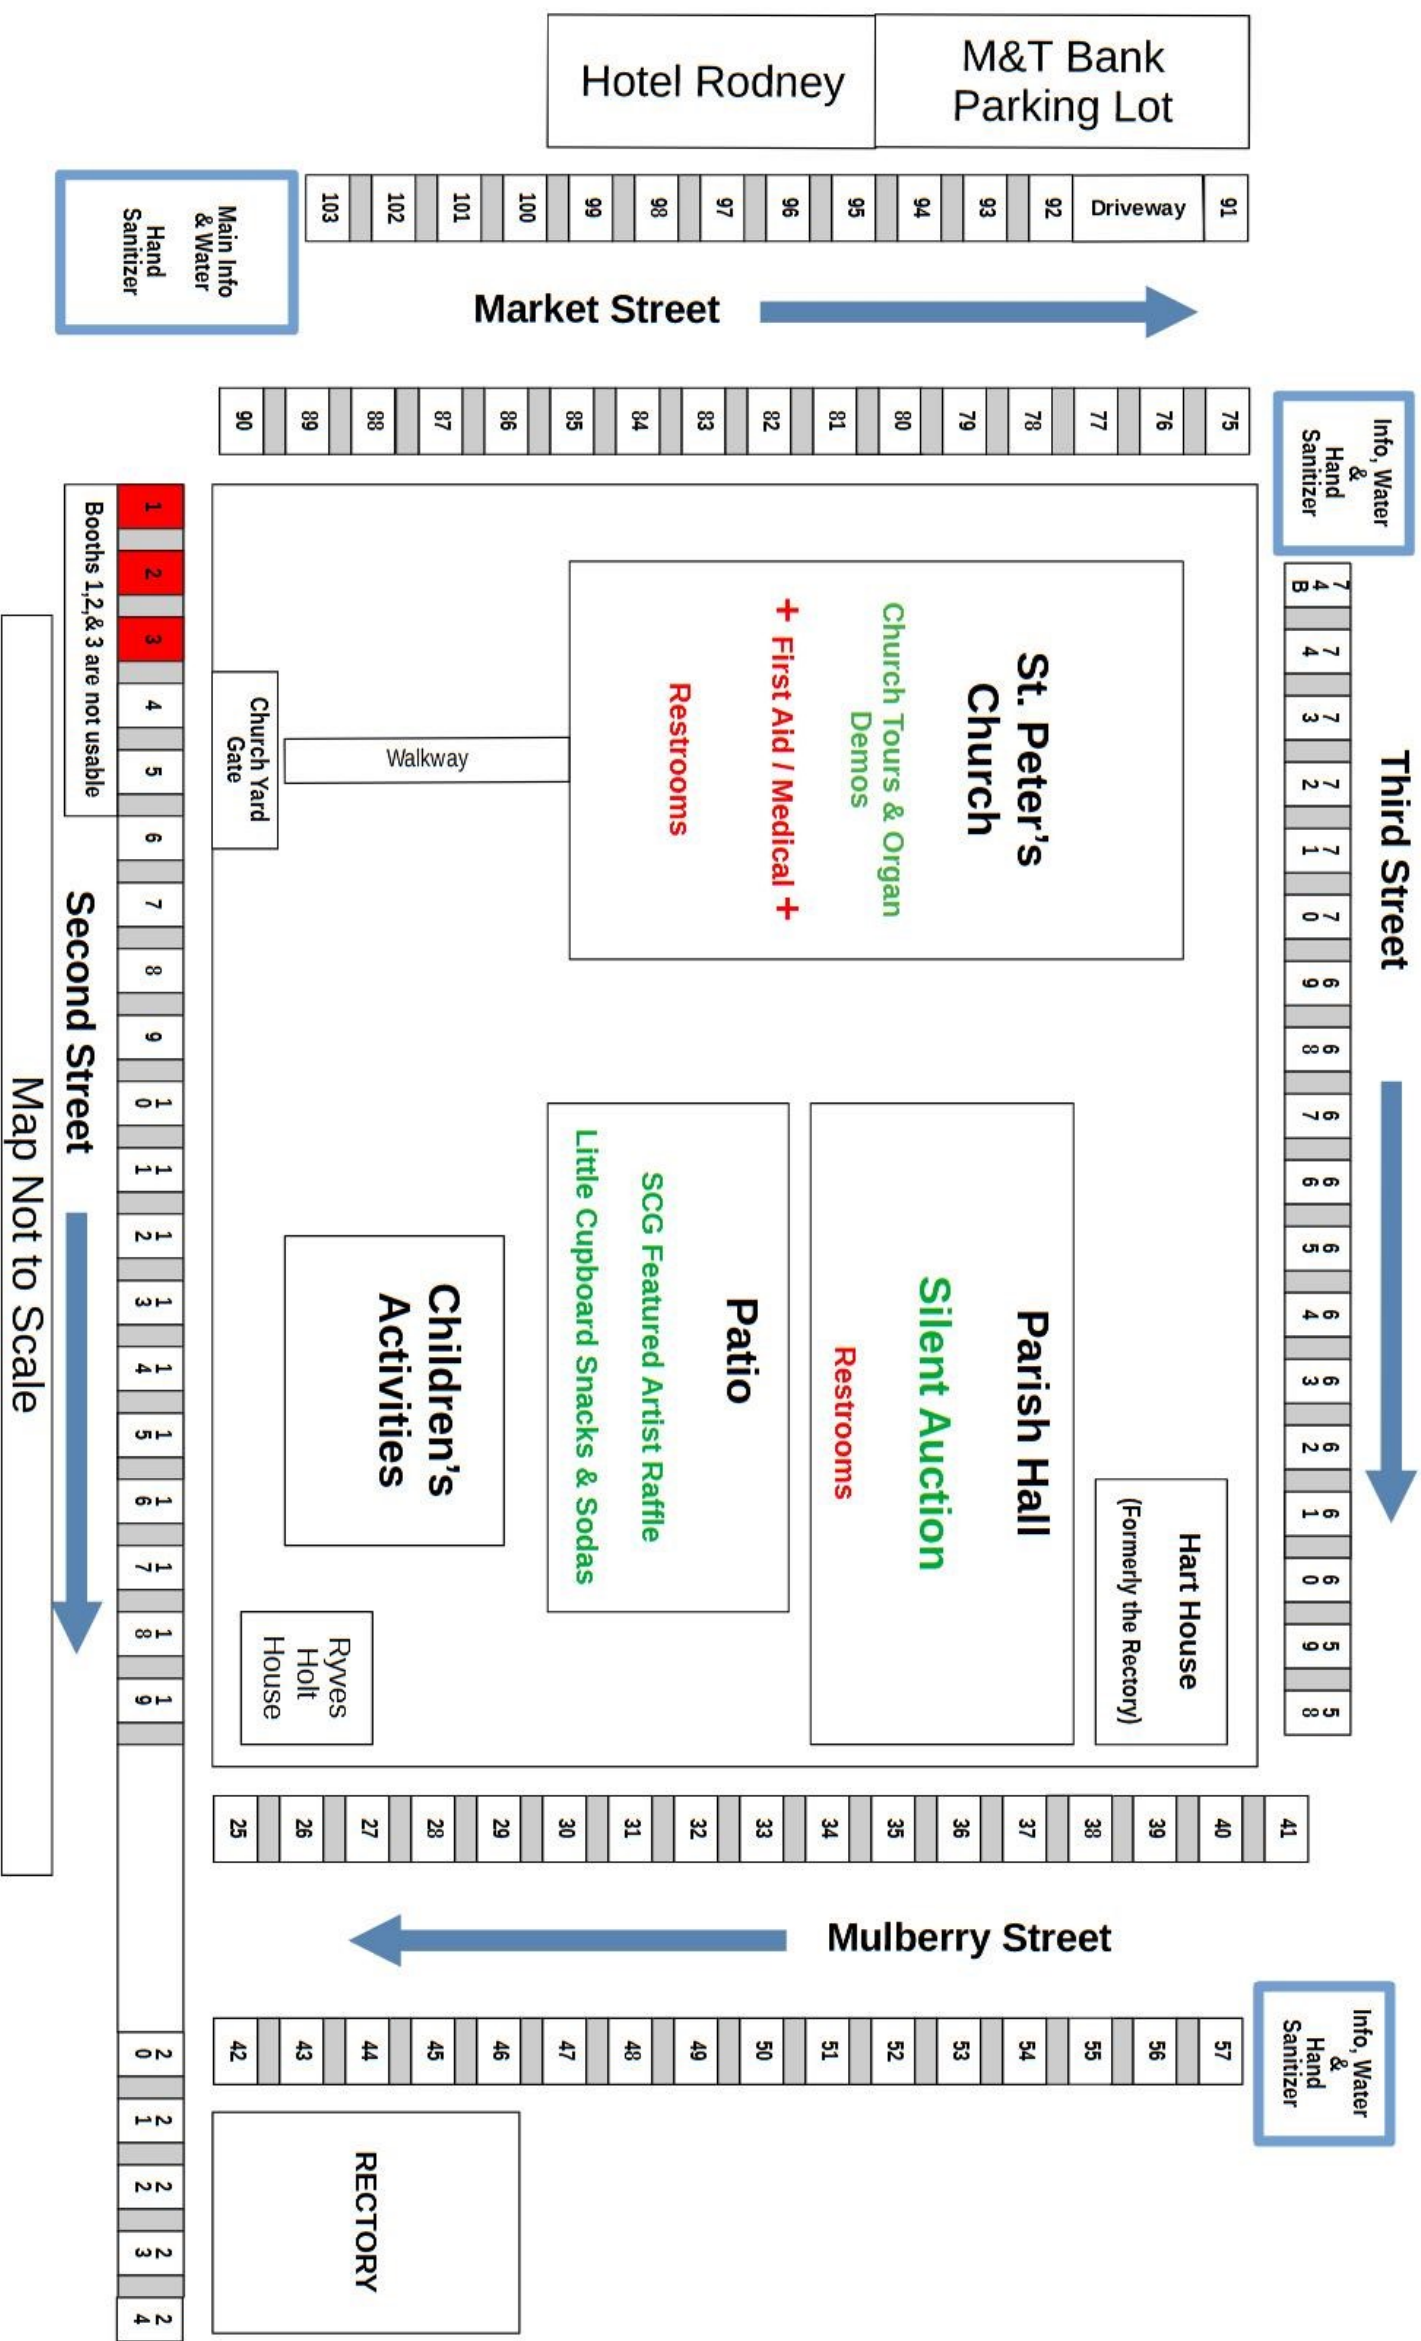 Hotel Rodney
M&T Bank
Parking Lot
103
102
101
100
99
98
97
96
95
94
93
92
Driveway
91
Main Info
& Water
Hand
Sanitizer
Market Street
90
89
88
87
86
85
84
83
82
81
80
79
78
77
76
75
Info, Water
&
Hand
Sanitizer
Third Street
74B
74
73
72
71
70
69
68
67
66
65
64
63
62
61
60
59
58
St. Peter's
Church
Church Tours & Organ
Demos
+ First Aid / Medical +
Restrooms
Walkway
Church Yard
Gate
Parish Hall
Silent Auction
Restrooms
Hart House
(Formerly the Rectory)
Patio
SCG Featured Artist Raffle
Little Cupboard Snacks & Sodas
Children's
Activities
Ryves
Holt
House
1
2
3
4
5
6
7
8
9
10
11
12
13
14
15
16
17
18
19
20
21
22
23
24
Booths 1,2,& 3 are not usable
Second Street
Map Not to Scale
25
26
27
28
29
30
31
32
33
34
35
36
37
38
39
40
41
Mulberry Street
42
43
44
45
46
47
48
49
50
51
52
53
54
55
56
57
Info, Water
&
Hand
Sanitizer
RECTORY